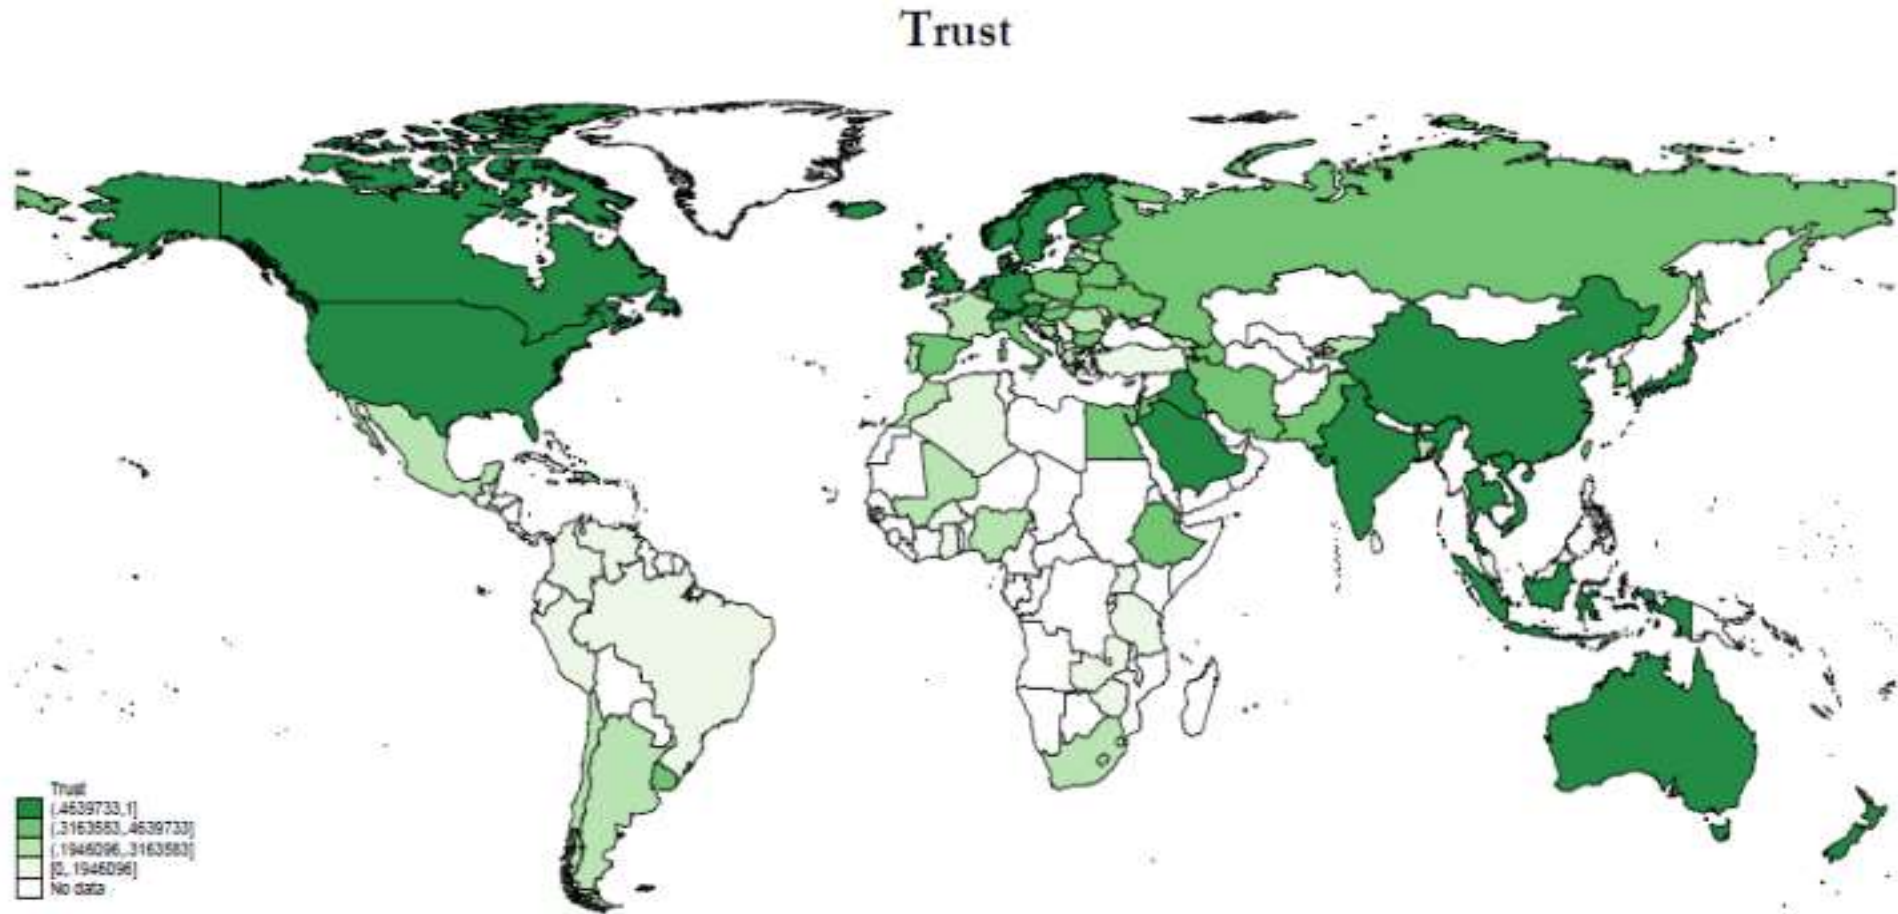 Trust
Trust
(.4639733,1]
(.3163583,.4639733]
(.1946096,.3163583]
[0,.1946096]
No data